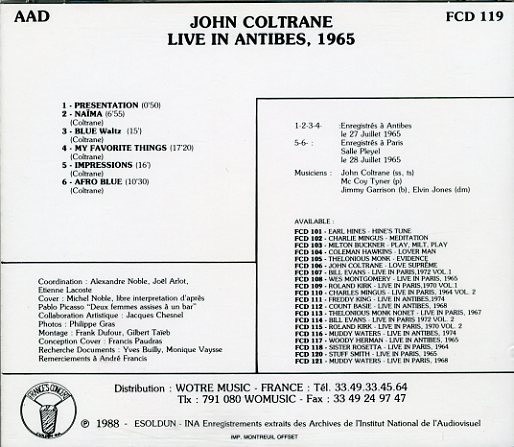 AAD
JOHN COLTRANE
LIVE IN ANTIBES, 1965
FCD 119
1 - PRESENTATION (0'50)
2 - NAÏMA (6'55)
(Coltrane)
3 - BLUE Waltz (15')
(Coltrane)
4 - MY FAVORITE THINGS (17'20)
(Coltrane)
5 - IMPRESSIONS (16')
(Coltrane)
6 - AFRO BLUE (10'30)
(Coltrane)
1-2-3-4- :Enregistrés à Antibes
le 27 Juillet 1965
5-6- : Enregistrés à Paris
Salle Pleyel
le 28 Juillet 1965
Musiciens : John Coltrane (ss, ts)
Mc Coy Tyner (p)
Jimmy Garrison (b), Elvin Jones (dm)
AVAILABLE :
FCD 101 - EARL HINES - HINE'S TUNE
FCD 102 - CHARLIE MINGUS - MEDITATION
FCD 103 - MILTON BUCKNER - PLAY, MILT, PLAY
FCD 104 - COLEMAN HAWKINS - LOVER MAN
FCD 105 - THELONIOUS MONK - EVIDENCE
FCD 106 - JOHN COLTRANE - LOVE SUPRÊME
FCD 107 - BILL EVANS - LIVE IN PARIS,1972 VOL. 1
FCD 108 - WES MONTGOMERY - LIVE IN PARIS, 1965
FCD 109 - ROLAND KIRK - LIVE IN PARIS,1970 VOL. 1
FCD 110 - CHARLES MINGUS - LIVE IN PARIS, 1964 VOL. 2
FCD 111 - FREDDY KING - LIVE IN ANTIBES,1974
FCD 112 - COUNT BASIE - LIVE IN ANTIBES, 1968
FCD 113 - THELONIOUS MONK NONET - LIVE IN PARIS, 1967
FCD 114 - BILL EVANS - LIVE IN PARIS 1972 VOL. 2
FCD 115 - ROLAND KIRK - LIVE IN PARIS, 1970 VOL. 2
FCD 116 - MUDDY WATERS - LIVE IN ANTIBES, 1974
FCD 117 - WOODY HERMAN - LIVE IN ANTIBES, 1965
FCD 118 - SISTER ROSETTA - LIVE IN PARIS, 1964
FCD 120 - STUFF SMITH - LIVE IN PARIS, 1965
FCD 121 - MUDDY WATERS - LIVE IN PARIS, 1968
Coordination : Alexandre Noble, Joël Arlot,
Etienne Lacoste
Cover : Michel Noble, libre interpretation d'après
Pablo Picasso "Deux femmes assises à un bar"
Collaboration Artistique : Jacques Chesnel
Photos : Philippe Gras
Montage : Frank Dufour, Gilbert Taïeb
Conception Cover : Francis Paudras
Recherche Documents : Yves Builly, Monique Vaysse
Remerciements à André Francis
FRANCE'S CONCERT
Distribution : WOTRE MUSIC - FRANCE : Tél. 33.49.33.45.64
Tlx : 791 080 WOMUSIC - Fax : 33 49 24 97 47
℗ 1988 - ESOLDUN - INA Enregistrements extraits des Archives de l'Institut National de l'Audiovisuel
IMP. MONTREUIL OFFSET